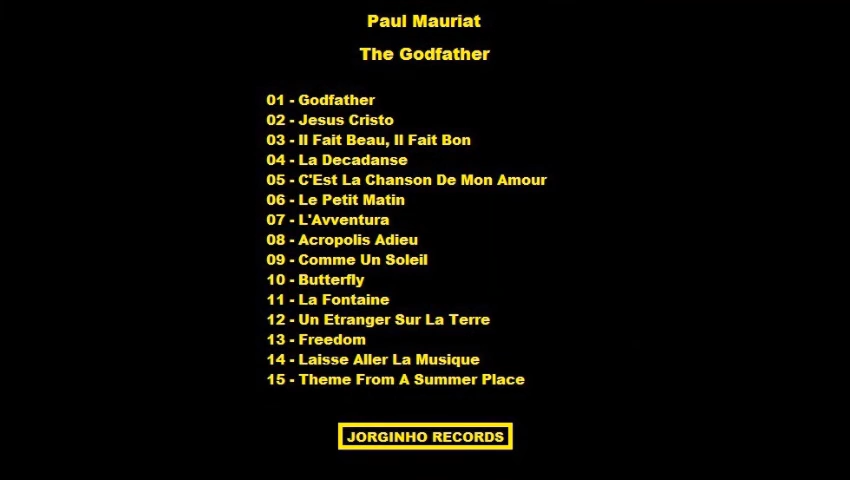 Paul Mauriat
The Godfather
01 - Godfather
02 - Jesus Cristo
03 - Il Fait Beau, Il Fait Bon
04 - La Decadanse
05 - C'Est La Chanson De Mon Amour
06 - Le Petit Matin
07 - L'Avventura
08 - Acropolis Adieu
09 - Comme Un Soleil
10 - Butterfly
11 - La Fontaine
12 - Un Etranger Sur La Terre
13 - Freedom
14 - Laisse Aller La Musique
15 - Theme From A Summer Place
JORGINHO RECORDS